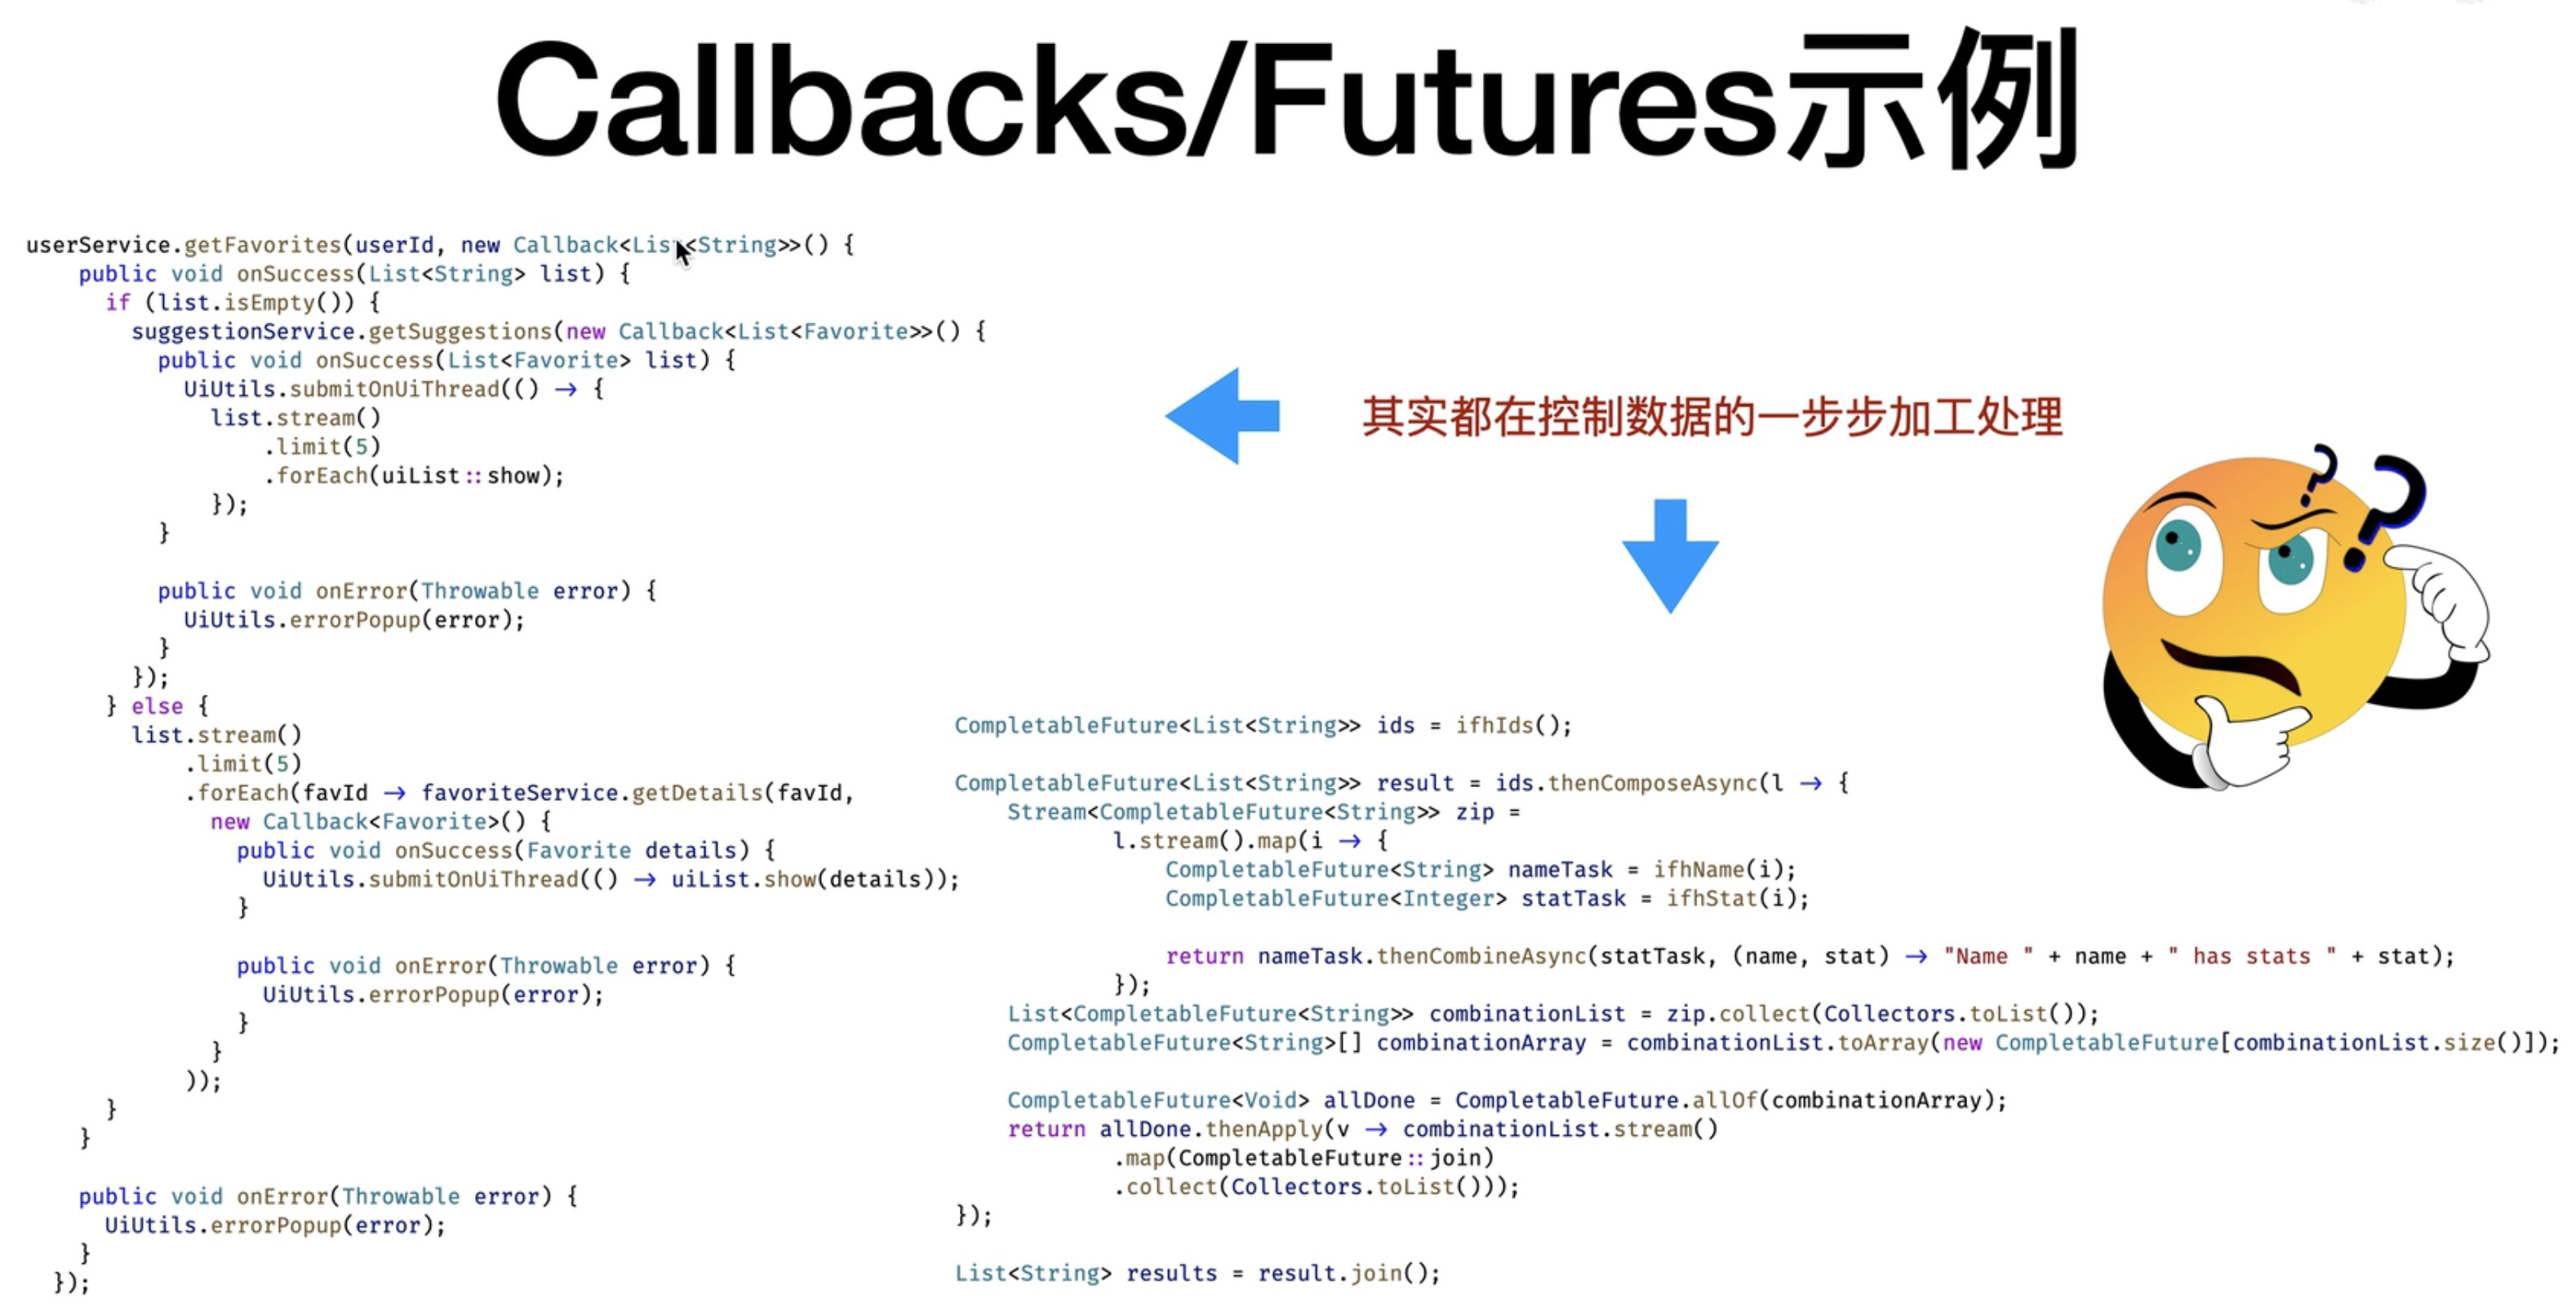 Callbacks/Futures示例
userService.getFavorites(userId, new Callback<List<String>>() {
    public void onSuccess(List<String> list) {
      if (list.isEmpty()) {
        suggestionService.getSuggestions(new Callback<List<Favorite>>() {
          public void onSuccess(List<Favorite> list) {
            UiUtils.submitOnUiThread(() → {
              list.stream()
                  .limit(5)
                  .forEach(uiList::show);
              });
          }
          public void onError(Throwable error) {
            UiUtils.errorPopup(error);
          }
        });
      } else {
        list.stream()
            .limit(5)
            .forEach(favId → favoriteService.getDetails(favId,
              new Callback<Favorite>() {
                public void onSuccess(Favorite details) {
                  UiUtils.submitOnUiThread(() → uiList.show(details));
                }
                public void onError(Throwable error) {
                  UiUtils.errorPopup(error);
                }
              }
            ));
      }
    }
    public void onError(Throwable error) {
      UiUtils.errorPopup(error);
    }
  });
其实都在控制数据的一步步加工处理
? ?
CompletableFuture<List<String>> ids = ifhIds();
CompletableFuture<List<String>> result = ids.thenComposeAsync(l → {
    Stream<CompletableFuture<String>> zip =
            l.stream().map(i → {
                CompletableFuture<String> nameTask = ifhName(i);
                CompletableFuture<Integer> statTask = ifhStat(i);
                return nameTask.thenCombineAsync(statTask, (name, stat) → "Name " + name + " has stats " + stat);
            });
    List<CompletableFuture<String>> combinationList = zip.collect(Collectors.toList());
    CompletableFuture<String>[] combinationArray = combinationList.toArray(new CompletableFuture[combinationList.size()]);
    CompletableFuture<Void> allDone = CompletableFuture.allOf(combinationArray);
    return allDone.thenApply(v → combinationList.stream()
            .map(CompletableFuture::join)
            .collect(Collectors.toList()));
});
List<String> results = result.join();